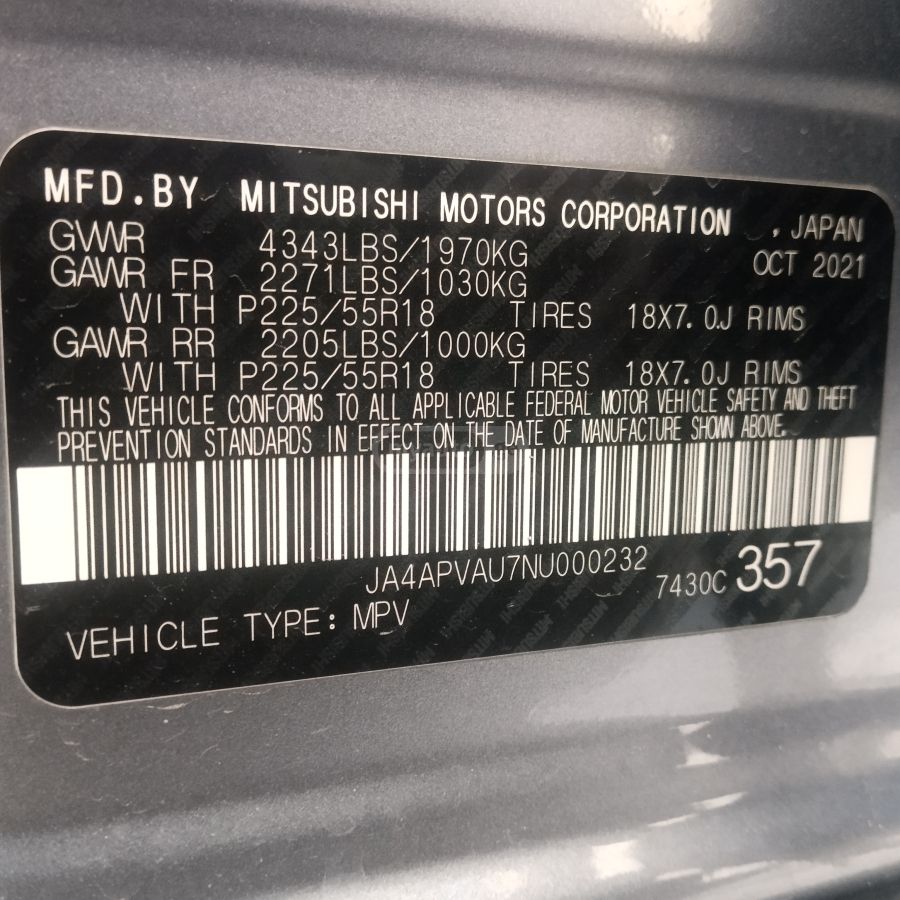 MFD.BY MITSUBISHI MOTORS CORPORATION , JAPAN
GVWR 4343LBS/1970KG OCT 2021
GAWR FR 2271LBS/1030KG
WITH P225/55R18 TIRES 18X7.0J RIMS
GAWR RR 2205LBS/1000KG
WITH P225/55R18 TIRES 18X7.0J RIMS
THIS VEHICLE CONFORMS TO ALL APPLICABLE FEDERAL MOTOR VEHICLE SAFETY AND THEFT
PREVENTION STANDARDS IN EFFECT ON THE DATE OF MANUFACTURE SHOWN ABOVE.
JA4APVAU7NU000232 7430C 357
VEHICLE TYPE: MPV